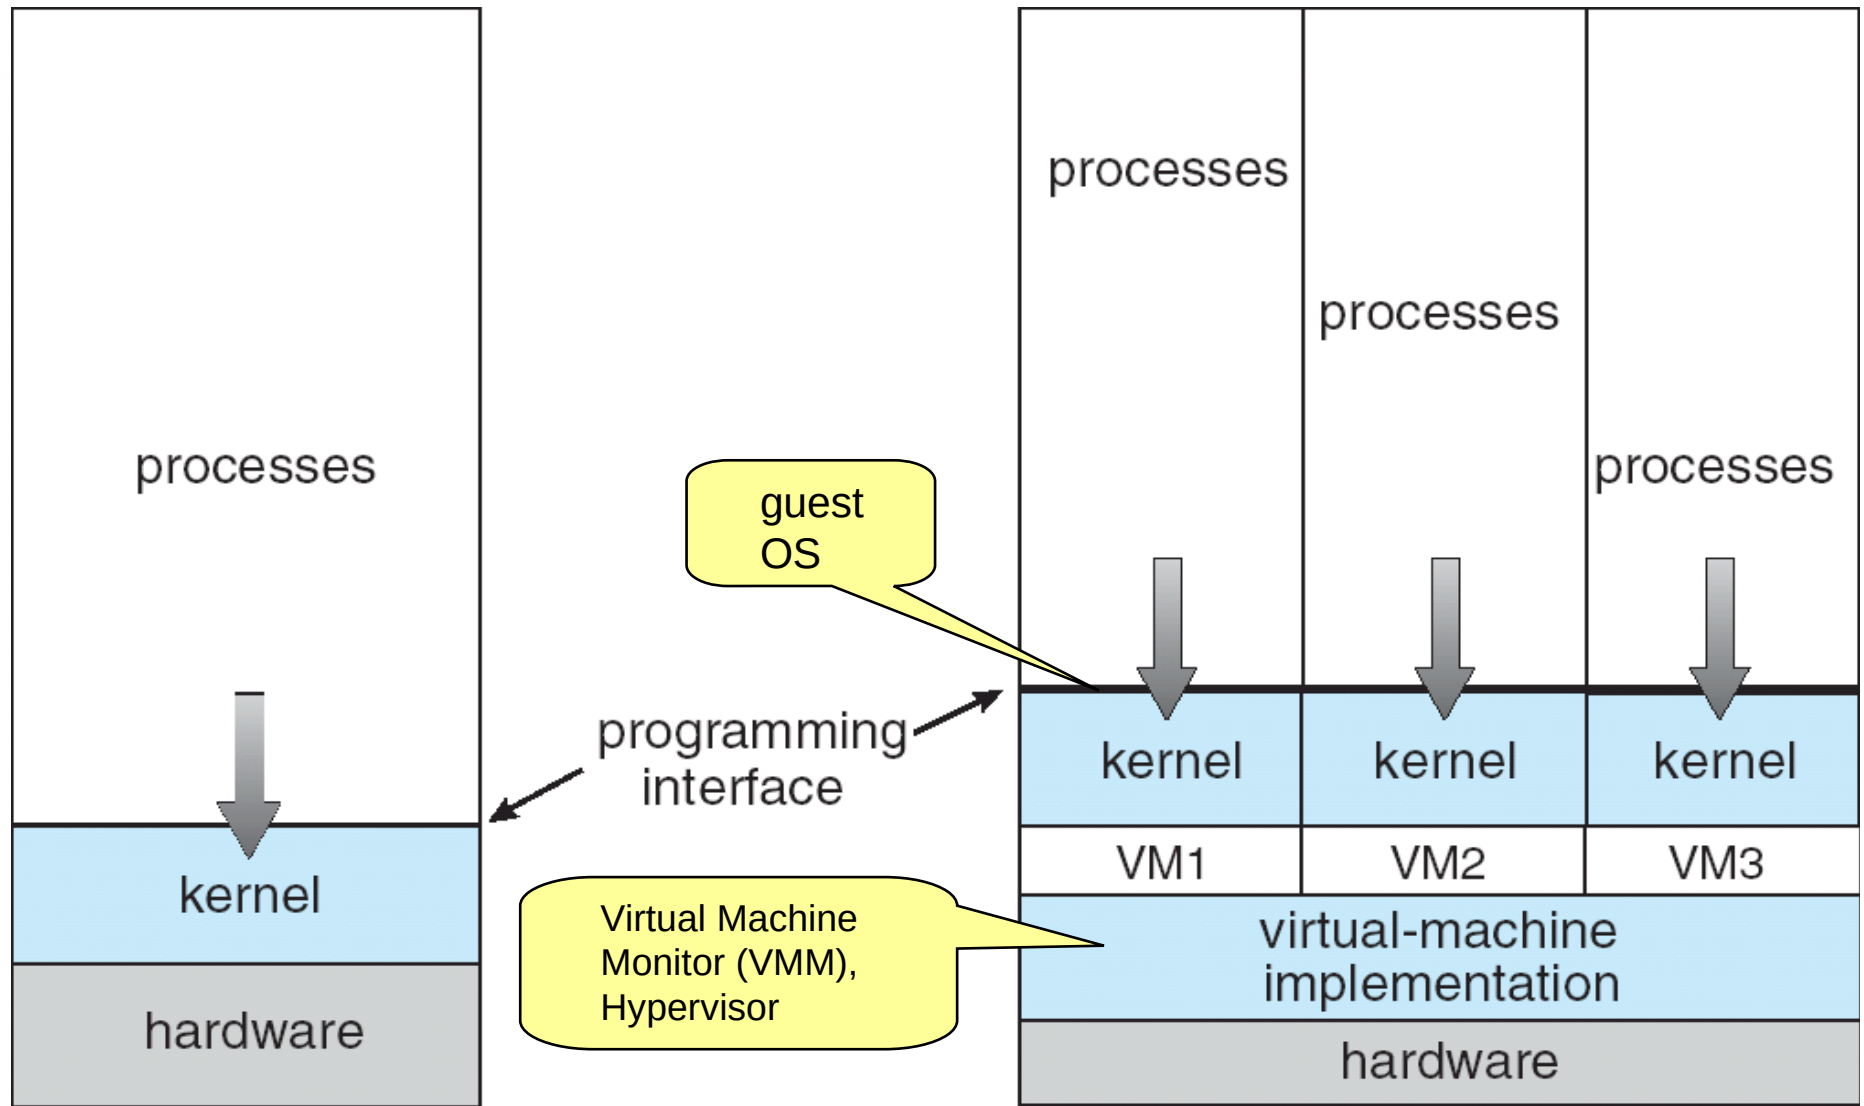 processes
kernel
hardware
programming
interface
guest
OS
Virtual Machine
Monitor (VMM),
Hypervisor
processes
processes
processes
kernel
kernel
kernel
VM1
VM2
VM3
virtual-machine
implementation
hardware